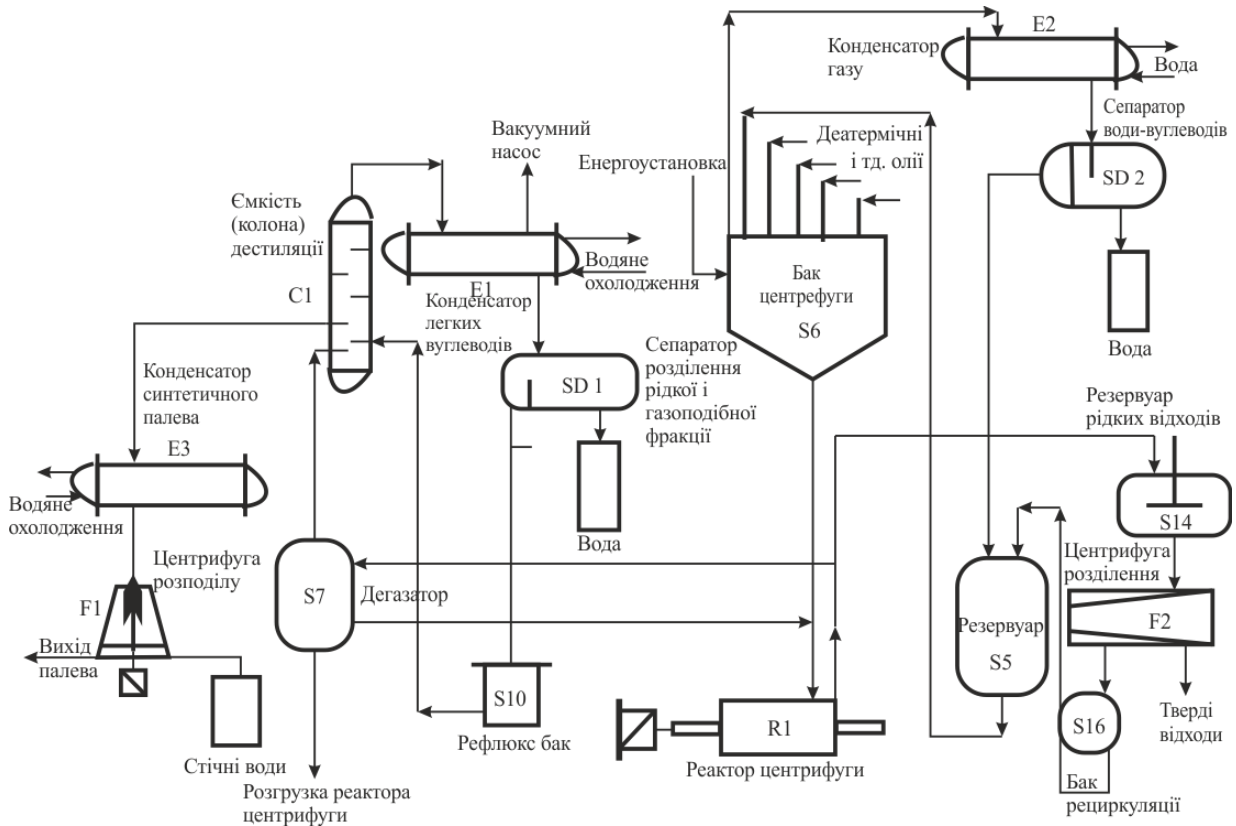 E2
Конденсатор
газу
Вода
Сепаратор
води-вуглеводів
SD 2
Вода
Вакуумний
насос
Енергоустановка
Деатермічні
і тд. олії
Бак
центрефуги
S6
Ємкість
(колона)
дестиляції
C1
E1
Водяне
охолодження
Конденсатор
легких
вуглеводів
SD 1
Сепаратор
розділення
рідкої і
газоподібної
фракції
Вода
Конденсатор
синтетичного
палева
E3
Водяне
охолодження
Центрифуга
розподілу
F1
Вихід
палева
Стічні води
S7
Дегазатор
Розгрузка реактора
центрифуги
S10
Рефлюкс бак
R1
Реактор центрифуги
Резервуар
рідких відходів
S14
Центрифуга
розділення
F2
Резервуар
S5
S16
Тверді
відходи
Бак
рециркуляції